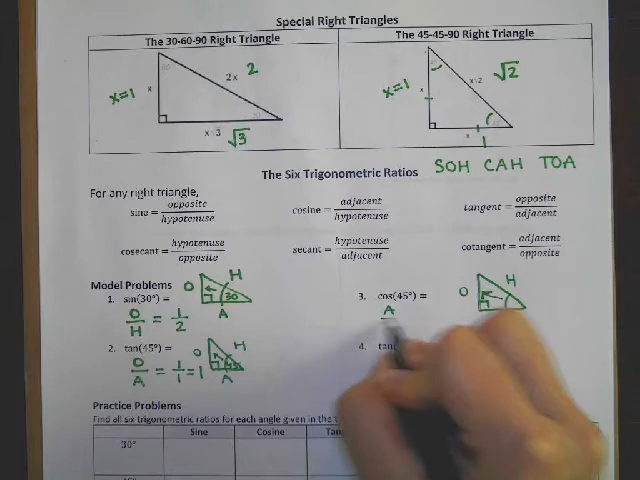 Special Right Triangles
The 30-60-90 Right Triangle
The 45-45-90 Right Triangle
x=1
x
2x
2
x√3
√3
x=1
x
x√2
√2
x
1
The Six Trigonometric Ratios
SOH CAH TOA
For any right triangle,
sine = opposite/hypotenuse
cosine = adjacent/hypotenuse
tangent = opposite/adjacent
cosecant = hypotenuse/opposite
secant = hypotenuse/adjacent
cotangent = adjacent/opposite
Model Problems
1. sin(30°) =
O H 30 A
O/H = 1/2
3. cos(45°) =
O H
A
2. tan(45°) =
O H 45 A
O/A = 1/1 = 1
4. tan
Practice Problems
Find all six trigonometric ratios for each angle given in the
Sine
Cosine
30°